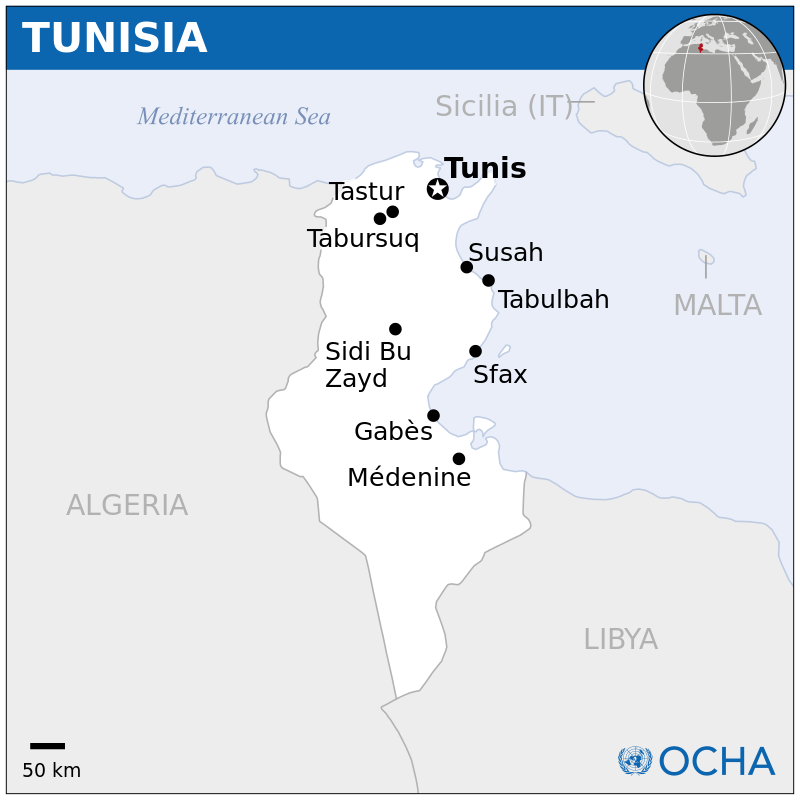 TUNISIA
Mediterranean Sea
Sicilia (IT)
Tunis
Tastur
Tabursuq
Susah
Tabulbah
MALTA
Sidi Bu
Zayd
Sfax
Gabès
Médenine
ALGERIA
LIBYA
50 km
OCHA